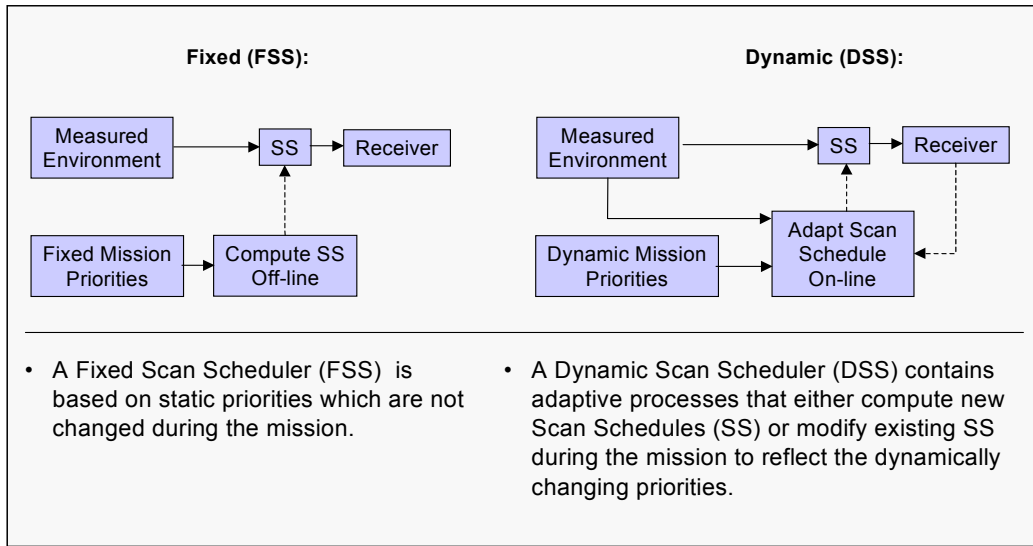 Fixed (FSS):
Measured
Environment
SS
Receiver
Fixed Mission
Priorities
Compute SS
Off-line
Dynamic (DSS):
Measured
Environment
SS
Receiver
Dynamic Mission
Priorities
Adapt Scan
Schedule
On-line
• A Fixed Scan Scheduler (FSS) is
based on static priorities which are not
changed during the mission.
• A Dynamic Scan Scheduler (DSS) contains
adaptive processes that either compute new
Scan Schedules (SS) or modify existing SS
during the mission to reflect the dynamically
changing priorities.